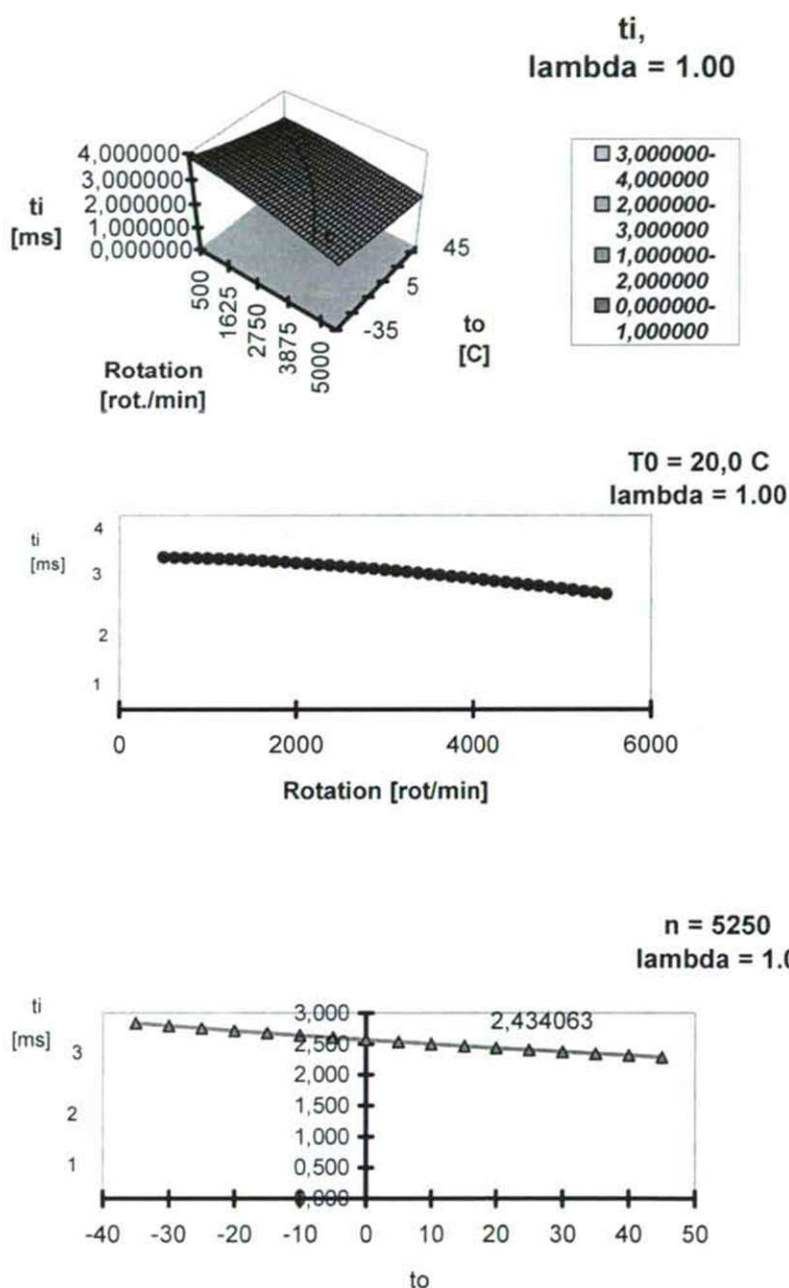 ti,
lambda = 1.00
4,000000
3,000000
2,000000
1,000000
0,000000
ti
[ms]
500
1625
2750
3875
5000
Rotation
[rot./min]
45
5
-35
to
[C]
3,000000-
4,000000
2,000000-
3,000000
1,000000-
2,000000
0,000000-
1,000000
T0 = 20,0 C
lambda = 1.00
ti
[ms]
4
3
2
1
0 2000 4000 6000
Rotation [rot/min]
n = 5250
lambda = 1.0
ti
[ms]
3
2
1
3,000
2,500
2,000
1,500
1,000
0,500
,000
2,434063
-40 -30 -20 -10 0 10 20 30 40 50
to